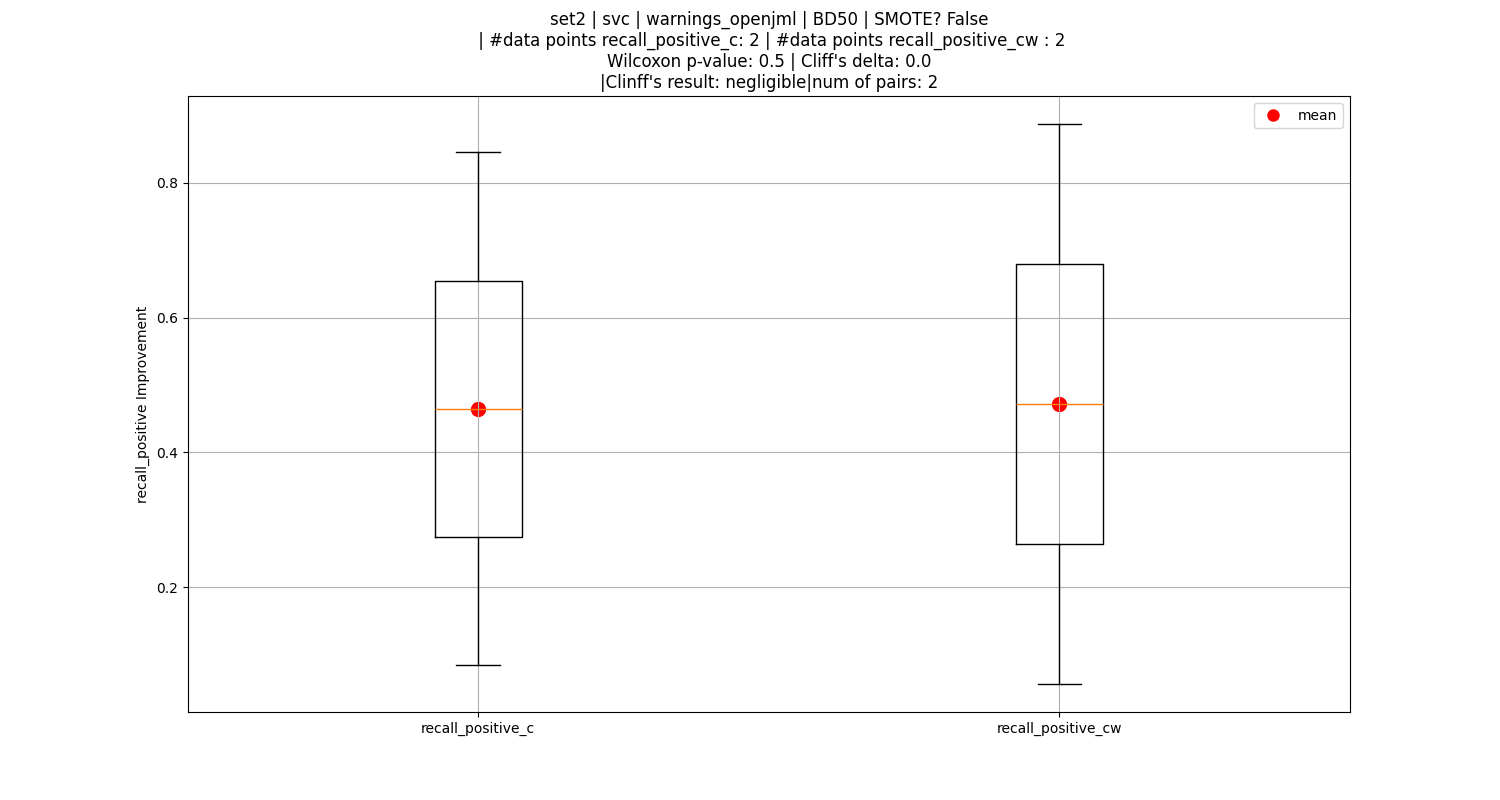 set2 | svc | warnings_openjml | BD50 | SMOTE? False
| #data points recall_positive_c: 2 | #data points recall_positive_cw : 2
Wilcoxon p-value: 0.5 | Cliff's delta: 0.0
|Clinff's result: negligible|num of pairs: 2
mean
0.8
0.6
0.4
0.2
recall_positive Improvement
recall_positive_c
recall_positive_cw